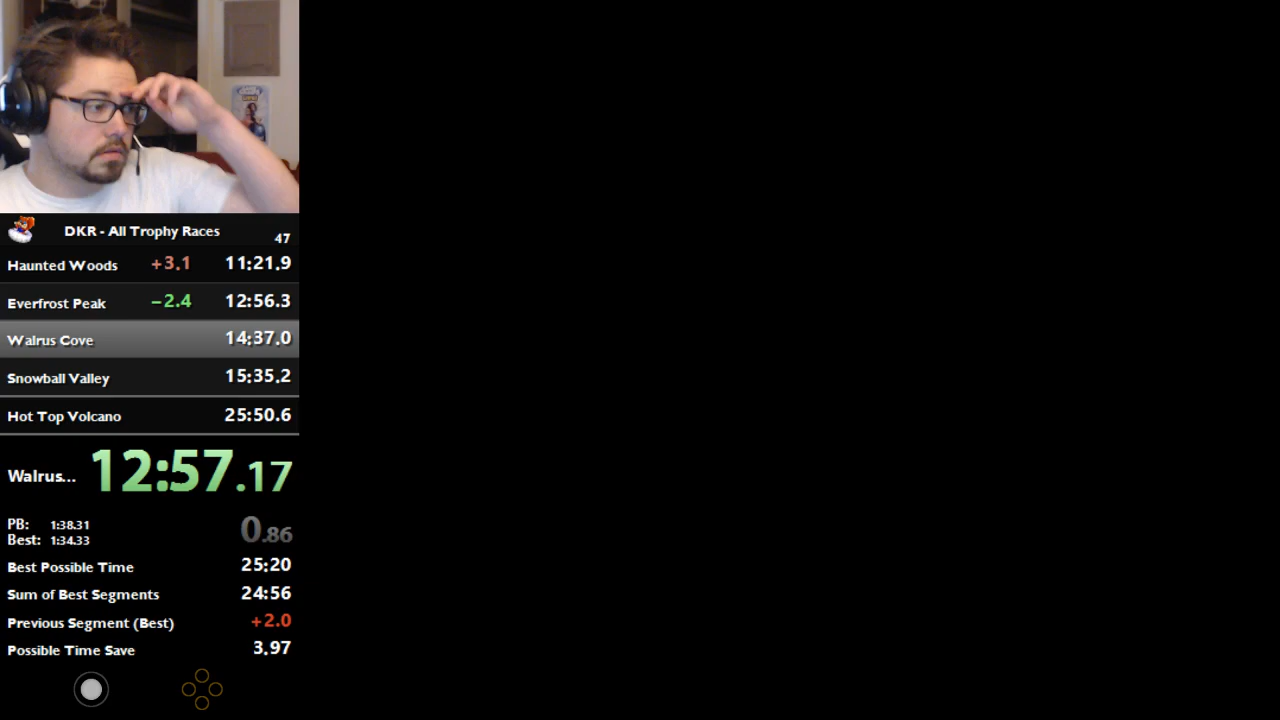 DKR - All Trophy Races
47
Haunted Woods +3.1 11:21.9
Everfrost Peak −2.4 12:56.3
Walrus Cove 14:37.0
Snowball Valley 15:35.2
Hot Top Volcano 25:50.6
Walrus... 12:57.17
PB: 1:38.31 0.86
Best: 1:34.33
Best Possible Time 25:20
Sum of Best Segments 24:56
Previous Segment (Best) +2.0
Possible Time Save 3.97